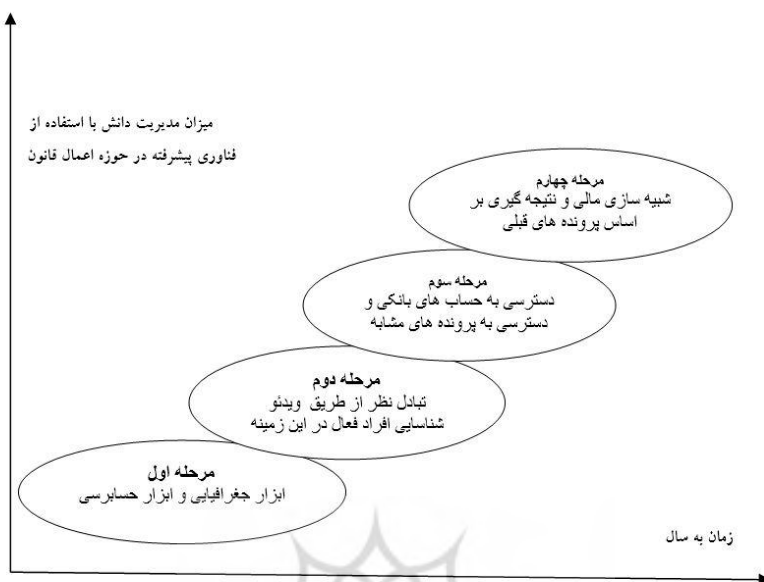 میزان مدیریت دانش با استفاده از
فناوری پیشرفته در حوزه اعمال قانون
مرحله چهارم
شبیه سازی مالی و نتیجه گیری بر
اساس پرونده های قبلی
مرحله سوم
دسترسی به حساب های بانکی و
دسترسی به پرونده های مشابه
مرحله دوم
تبادل نظر از طریق ویدئو
شناسایی افراد فعال در این زمینه
مرحله اول
ابزار جغرافیایی و ابزار حسابرسی
زمان به سال